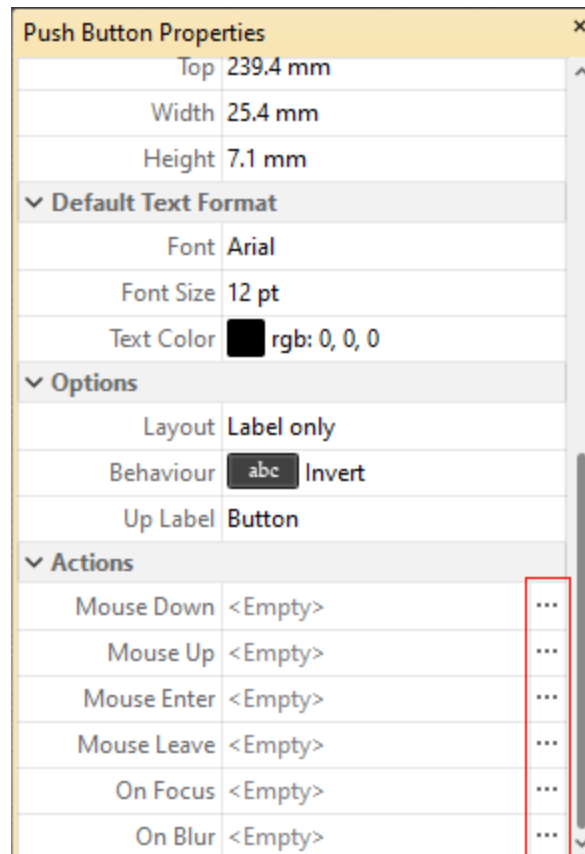 Push Button Properties ×
Top 239.4 mm
Width 25.4 mm
Height 7.1 mm
Default Text Format
Font Arial
Font Size 12 pt
Text Color rgb: 0, 0, 0
Options
Layout Label only
Behaviour abc Invert
Up Label Button
Actions
Mouse Down <Empty> ...
Mouse Up <Empty> ...
Mouse Enter <Empty> ...
Mouse Leave <Empty> ...
On Focus <Empty> ...
On Blur <Empty> ...